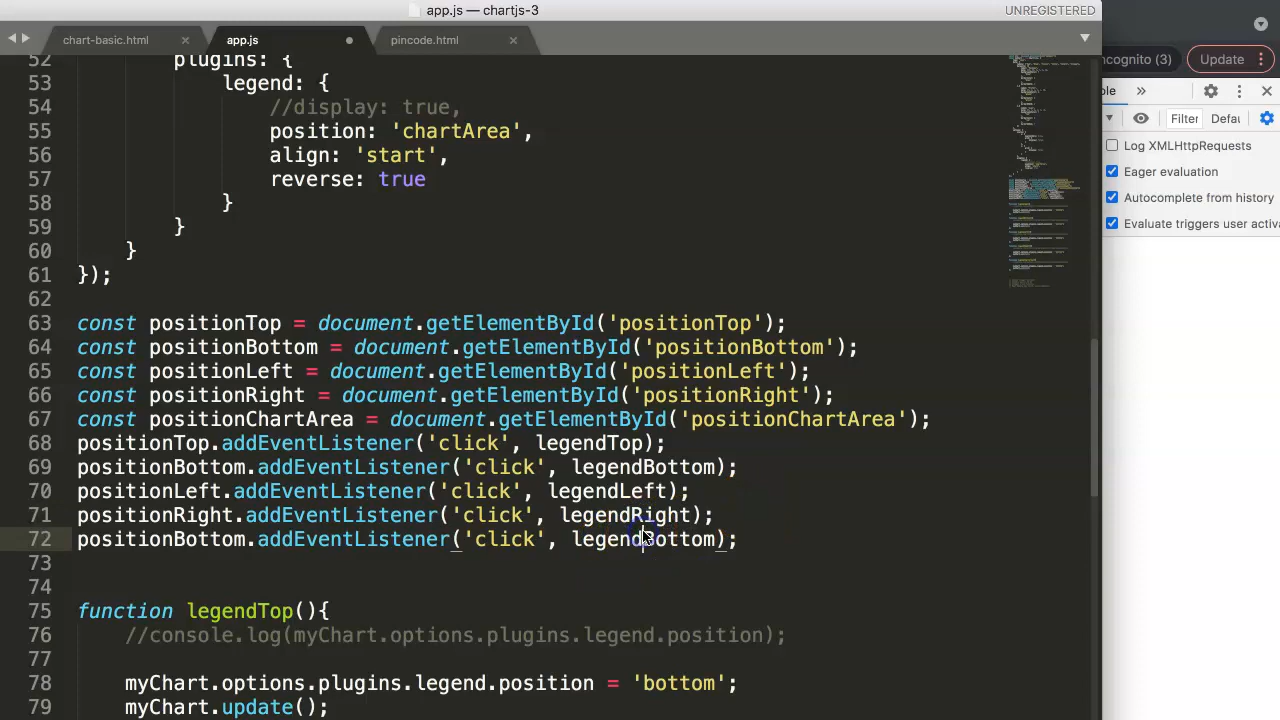 app.js — chartjs-3
UNREGISTERED
chart-basic.html
app.js
pincode.html
ncognito (3)
Update
ole
Filter
Defau
Log XMLHttpRequests
Eager evaluation
Autocomplete from history
Evaluate triggers user activa
52 plugins: {
53 legend: {
54 //display: true,
55 position: 'chartArea',
56 align: 'start',
57 reverse: true
58 }
59 }
60 }
61 });
62
63 const positionTop = document.getElementById('positionTop');
64 const positionBottom = document.getElementById('positionBottom');
65 const positionLeft = document.getElementById('positionLeft');
66 const positionRight = document.getElementById('positionRight');
67 const positionChartArea = document.getElementById('positionChartArea');
68 positionTop.addEventListener('click', legendTop);
69 positionBottom.addEventListener('click', legendBottom);
70 positionLeft.addEventListener('click', legendLeft);
71 positionRight.addEventListener('click', legendRight);
72 positionBottom.addEventListener('click', legendBottom);
73
74
75 function legendTop(){
76 //console.log(myChart.options.plugins.legend.position);
77
78 myChart.options.plugins.legend.position = 'bottom';
79 myChart.update();